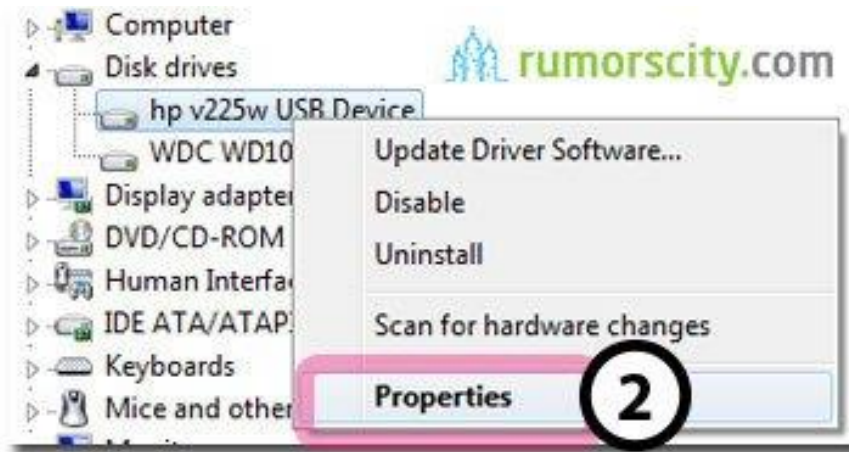 Computer
rumorscity.com
Disk drives
hp v225w USB Device
WDC WD10
Update Driver Software...
Display adapter
Disable
DVD/CD-ROM
Uninstall
Human Interfa
IDE ATA/ATAPI
Scan for hardware changes
Keyboards
Properties
2
Mice and other